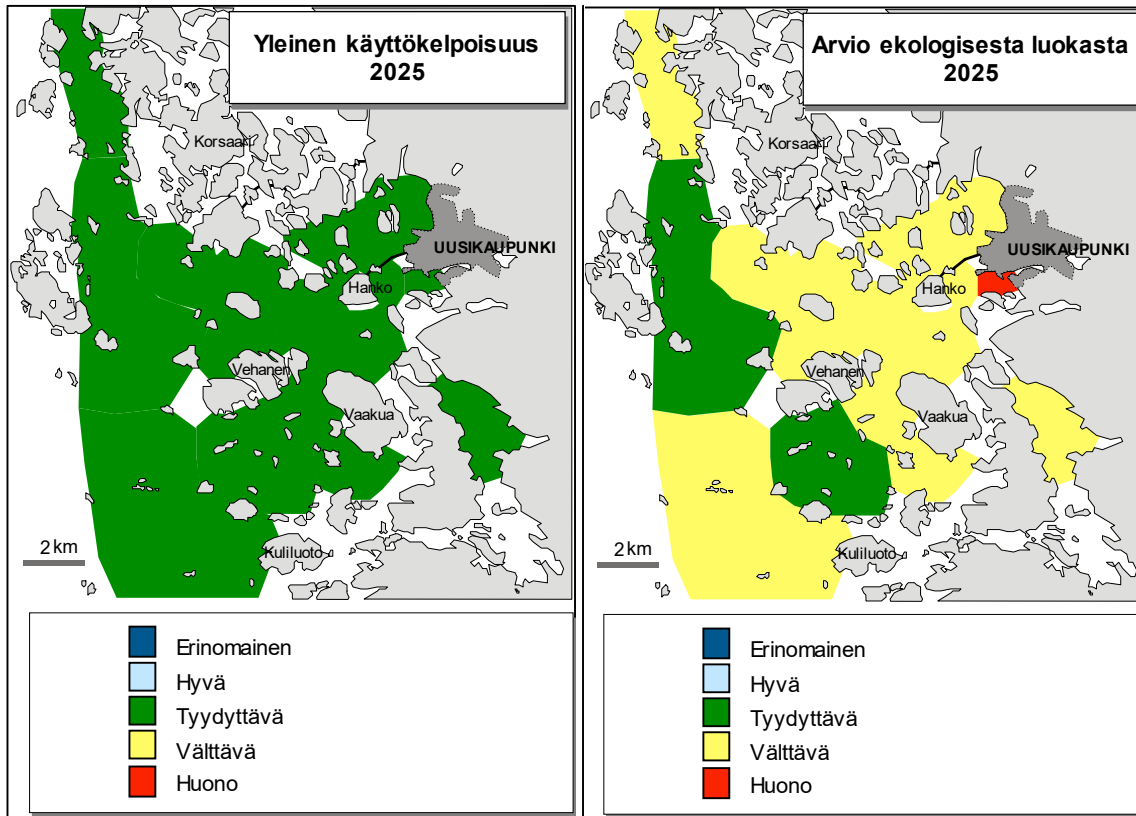 Yleinen käyttökelpoisuus
2025
Korsaari
UUSIKAUPUNKI
Hanko
Vehanen
Vaakua
2 km
Kuliluoto
Erinomainen
Hyvä
Tyydyttävä
Välttävä
Huono
Arvio ekologisesta luokasta
2025
Korsaari
UUSIKAUPUNKI
Hanko
Vehanen
Vaakua
2 km
Kuliluoto
Erinomainen
Hyvä
Tyydyttävä
Välttävä
Huono